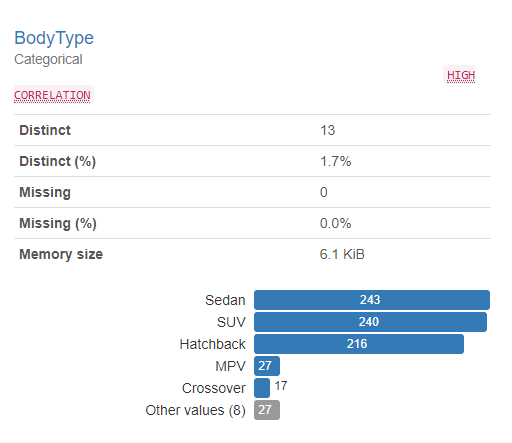 BodyType
Categorical
HIGH
CORRELATION
Distinct 13
Distinct (%) 1.7%
Missing 0
Missing (%) 0.0%
Memory size 6.1 KiB
Sedan 243
SUV 240
Hatchback 216
MPV 27
Crossover 17
Other values (8) 27